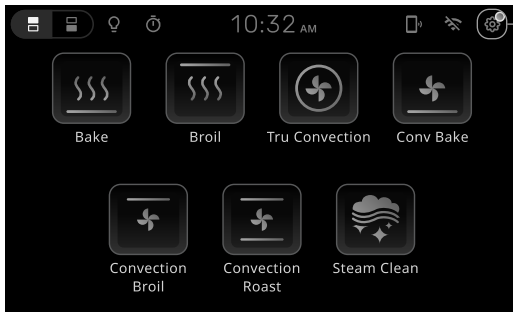 10:32 AM
Bake
Broil
Tru Convection
Conv Bake
Convection
Broil
Convection
Roast
Steam Clean